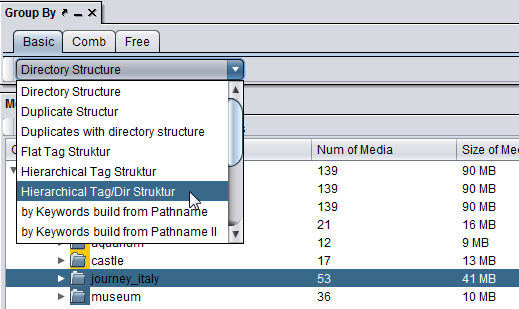 Group By
Basic Comb Free
Directory Structure
Directory Structure
Duplicate Structur
Duplicates with directory structure
Flat Tag Struktur
Hierarchical Tag Struktur
Hierarchical Tag/Dir Struktur
by Keywords build from Pathname
by Keywords build from Pathname II
Num of Media Size of Me
139 90 MB
139 90 MB
139 90 MB
21 16 MB
aquarium 12 9 MB
castle 17 13 MB
journey_italy 53 41 MB
museum 36 10 MB